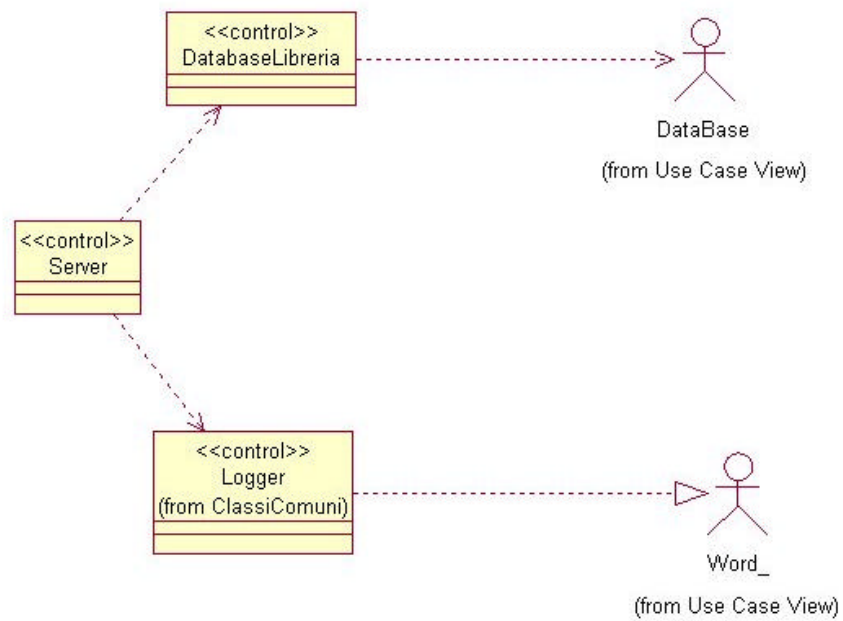 <<control>>
DatabaseLibreria
DataBase
(from Use Case View)
<<control>>
Server
<<control>>
Logger
(from ClassiComuni)
Word_
(from Use Case View)